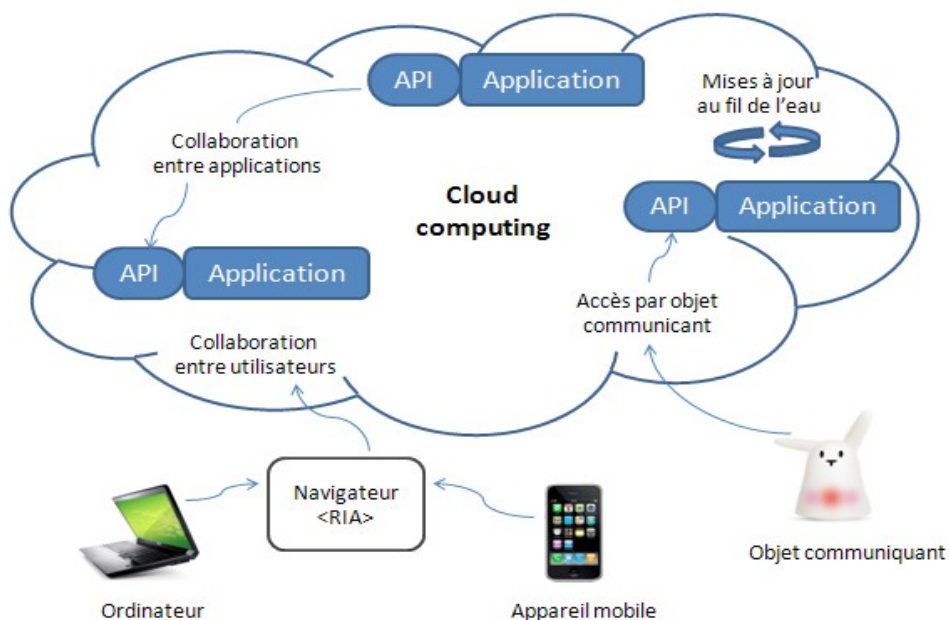 API Application
Mises à jour
au fil de l'eau
Collaboration
entre applications
Cloud
computing
API Application
API Application
Accès par objet
communicant
Collaboration
entre utilisateurs
Navigateur
<RIA>
Objet communiquant
Ordinateur
Appareil mobile